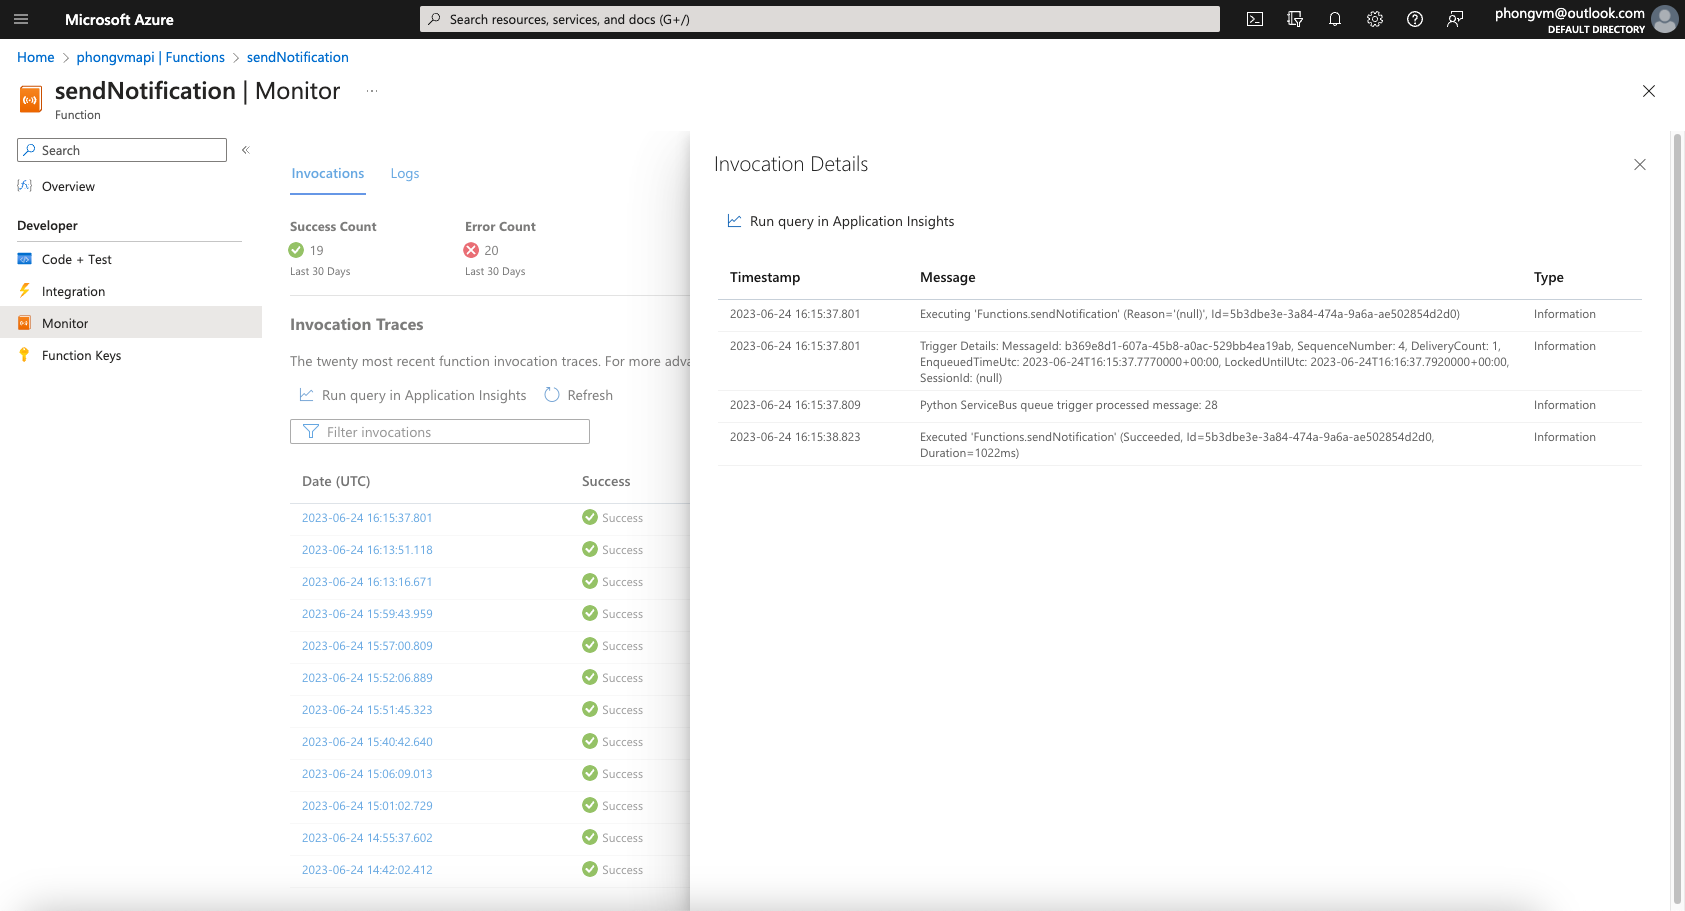 Microsoft Azure
Search resources, services, and docs (G+/)
phongvm@outlook.com
DEFAULT DIRECTORY
Home > phongvmapi | Functions > sendNotification
sendNotification | Monitor ...
Function
Search
Overview
Developer
Code + Test
Integration
Monitor
Function Keys
Invocations Logs
Success Count Error Count
19 20
Last 30 Days Last 30 Days
Invocation Traces
The twenty most recent function invocation traces. For more adva
Run query in Application Insights Refresh
Filter invocations
Date (UTC) Success
2023-06-24 16:15:37.801 Success
2023-06-24 16:13:51.118 Success
2023-06-24 16:13:16.671 Success
2023-06-24 15:59:43.959 Success
2023-06-24 15:57:00.809 Success
2023-06-24 15:52:06.889 Success
2023-06-24 15:51:45.323 Success
2023-06-24 15:40:42.640 Success
2023-06-24 15:06:09.013 Success
2023-06-24 15:01:02.729 Success
2023-06-24 14:55:37.602 Success
2023-06-24 14:42:02.412 Success
Invocation Details
Run query in Application Insights
Timestamp Message Type
2023-06-24 16:15:37.801 Executing 'Functions.sendNotification' (Reason='(null)', Id=5b3dbe3e-3a84-474a-9a6a-ae502854d2d0) Information
2023-06-24 16:15:37.801 Trigger Details: MessageId: b369e8d1-607a-45b8-a0ac-529bb4ea19ab, SequenceNumber: 4, DeliveryCount: 1, Information
EnqueuedTimeUtc: 2023-06-24T16:15:37.7770000+00:00, LockedUntilUtc: 2023-06-24T16:16:37.7920000+00:00,
SessionId: (null)
2023-06-24 16:15:37.809 Python ServiceBus queue trigger processed message: 28 Information
2023-06-24 16:15:38.823 Executed 'Functions.sendNotification' (Succeeded, Id=5b3dbe3e-3a84-474a-9a6a-ae502854d2d0, Information
Duration=1022ms)